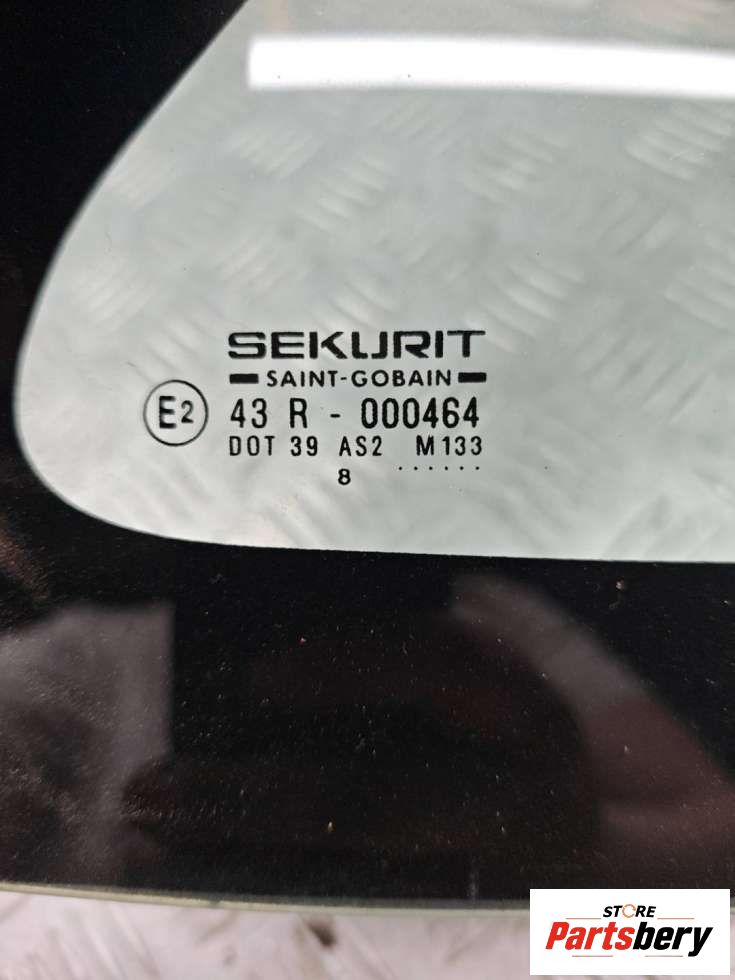 SEKURIT
SAINT-GOBAIN
E2 43 R - 000464
DOT 39 AS2 M133
8 ......
STORE
Partsbery